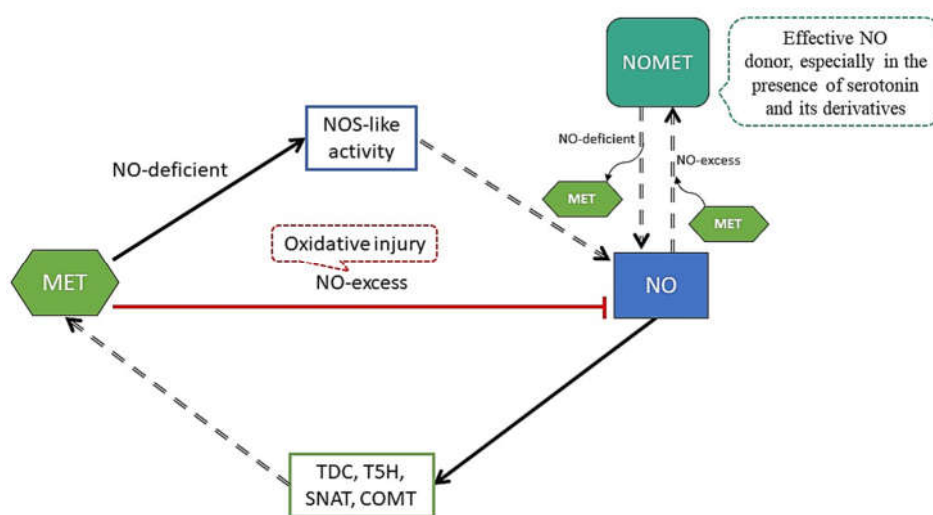 NOMET
Effective NO
donor, especially in the
presence of serotonin
and its derivatives
NOS-like
activity
NO-deficient
NO-deficient
NO-excess
MET
MET
Oxidative injury
NO-excess
MET
NO
TDC, T5H,
SNAT, COMT